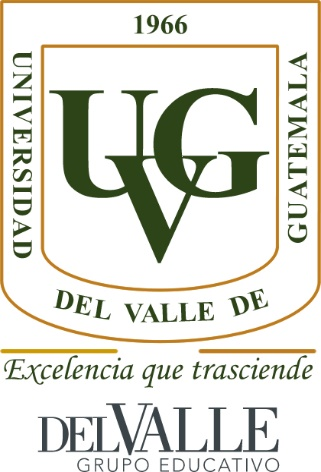 1966
UNIVERSIDAD
DEL VALLE DE
GUATEMALA
UVG
Excelencia que trasciende
DELVALLE
GRUPO EDUCATIVO